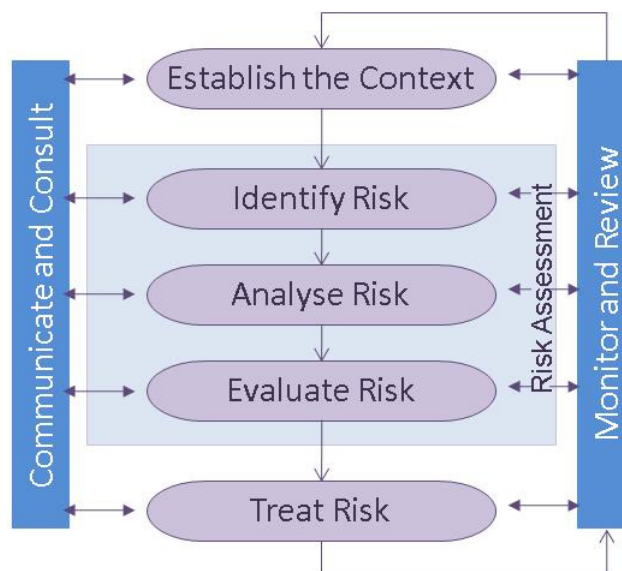 Establish the Context
Communicate and Consult
Identify Risk
Analyse Risk
Evaluate Risk
Risk Assessment
Monitor and Review
Treat Risk